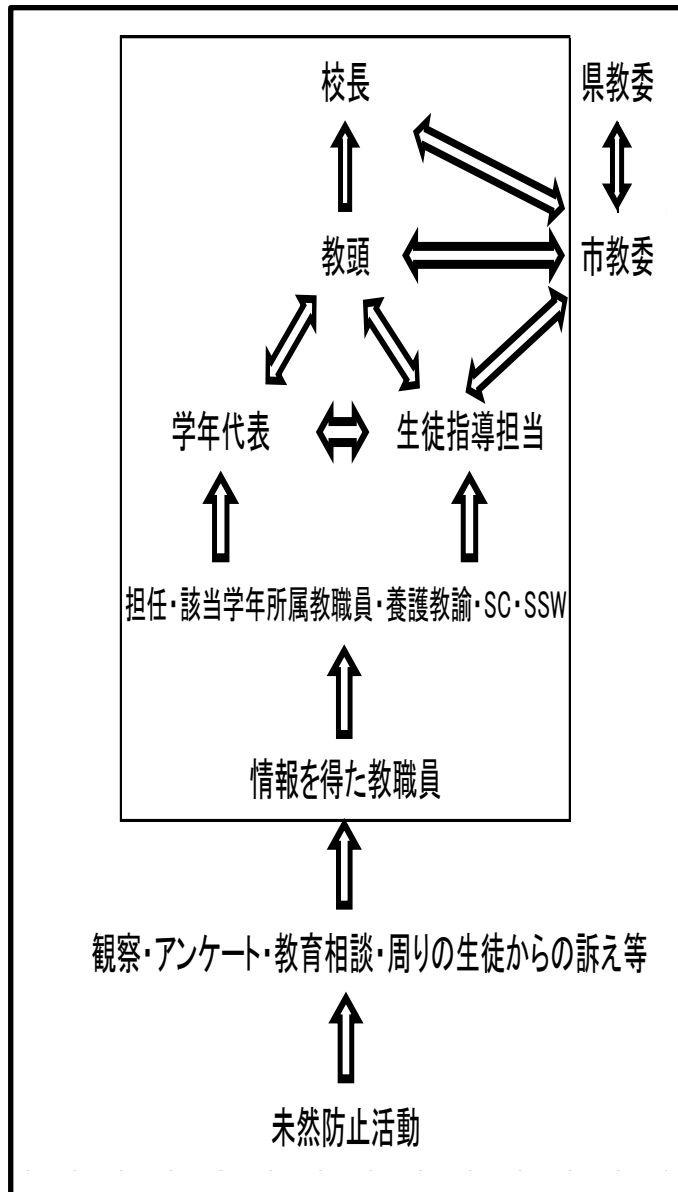 校長 県教委
教頭 市教委
学年代表 生徒指導担当
担任・該当学年所属教職員・養護教諭・SC・SSW
情報を得た教職員
観察・アンケート・教育相談・周りの生徒からの訴え等
未然防止活動